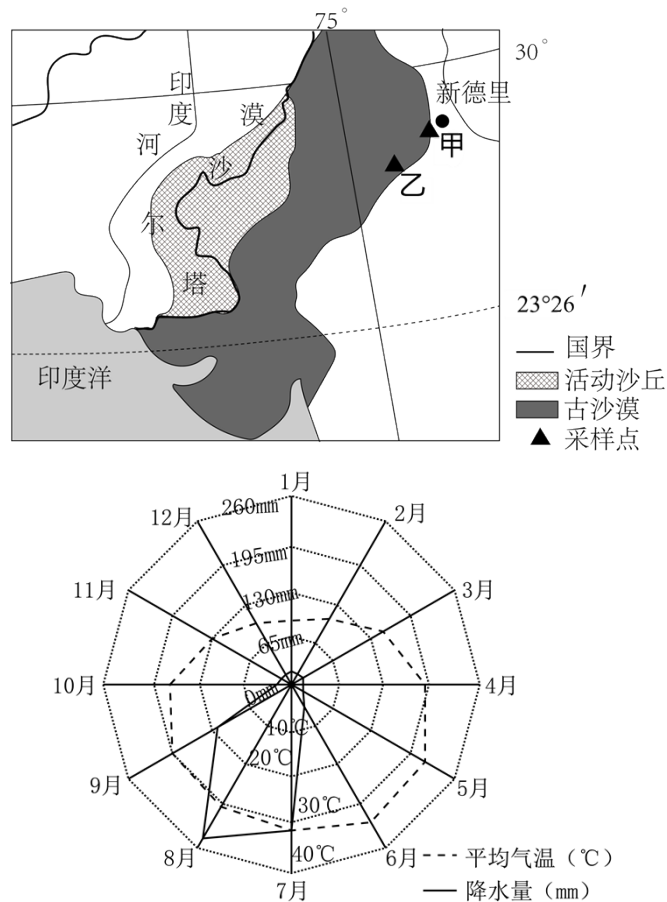 75°
30°
新德里
甲
乙
印度
河
塔
尔
沙
漠
23°26′
印度洋
国界
活动沙丘
古沙漠
采样点
1月
2月
3月
4月
5月
6月
7月
8月
9月
10月
11月
12月
260mm
195mm
130mm
65mm
0mm
10℃
20℃
30℃
40℃
平均气温（℃）
降水量（mm）